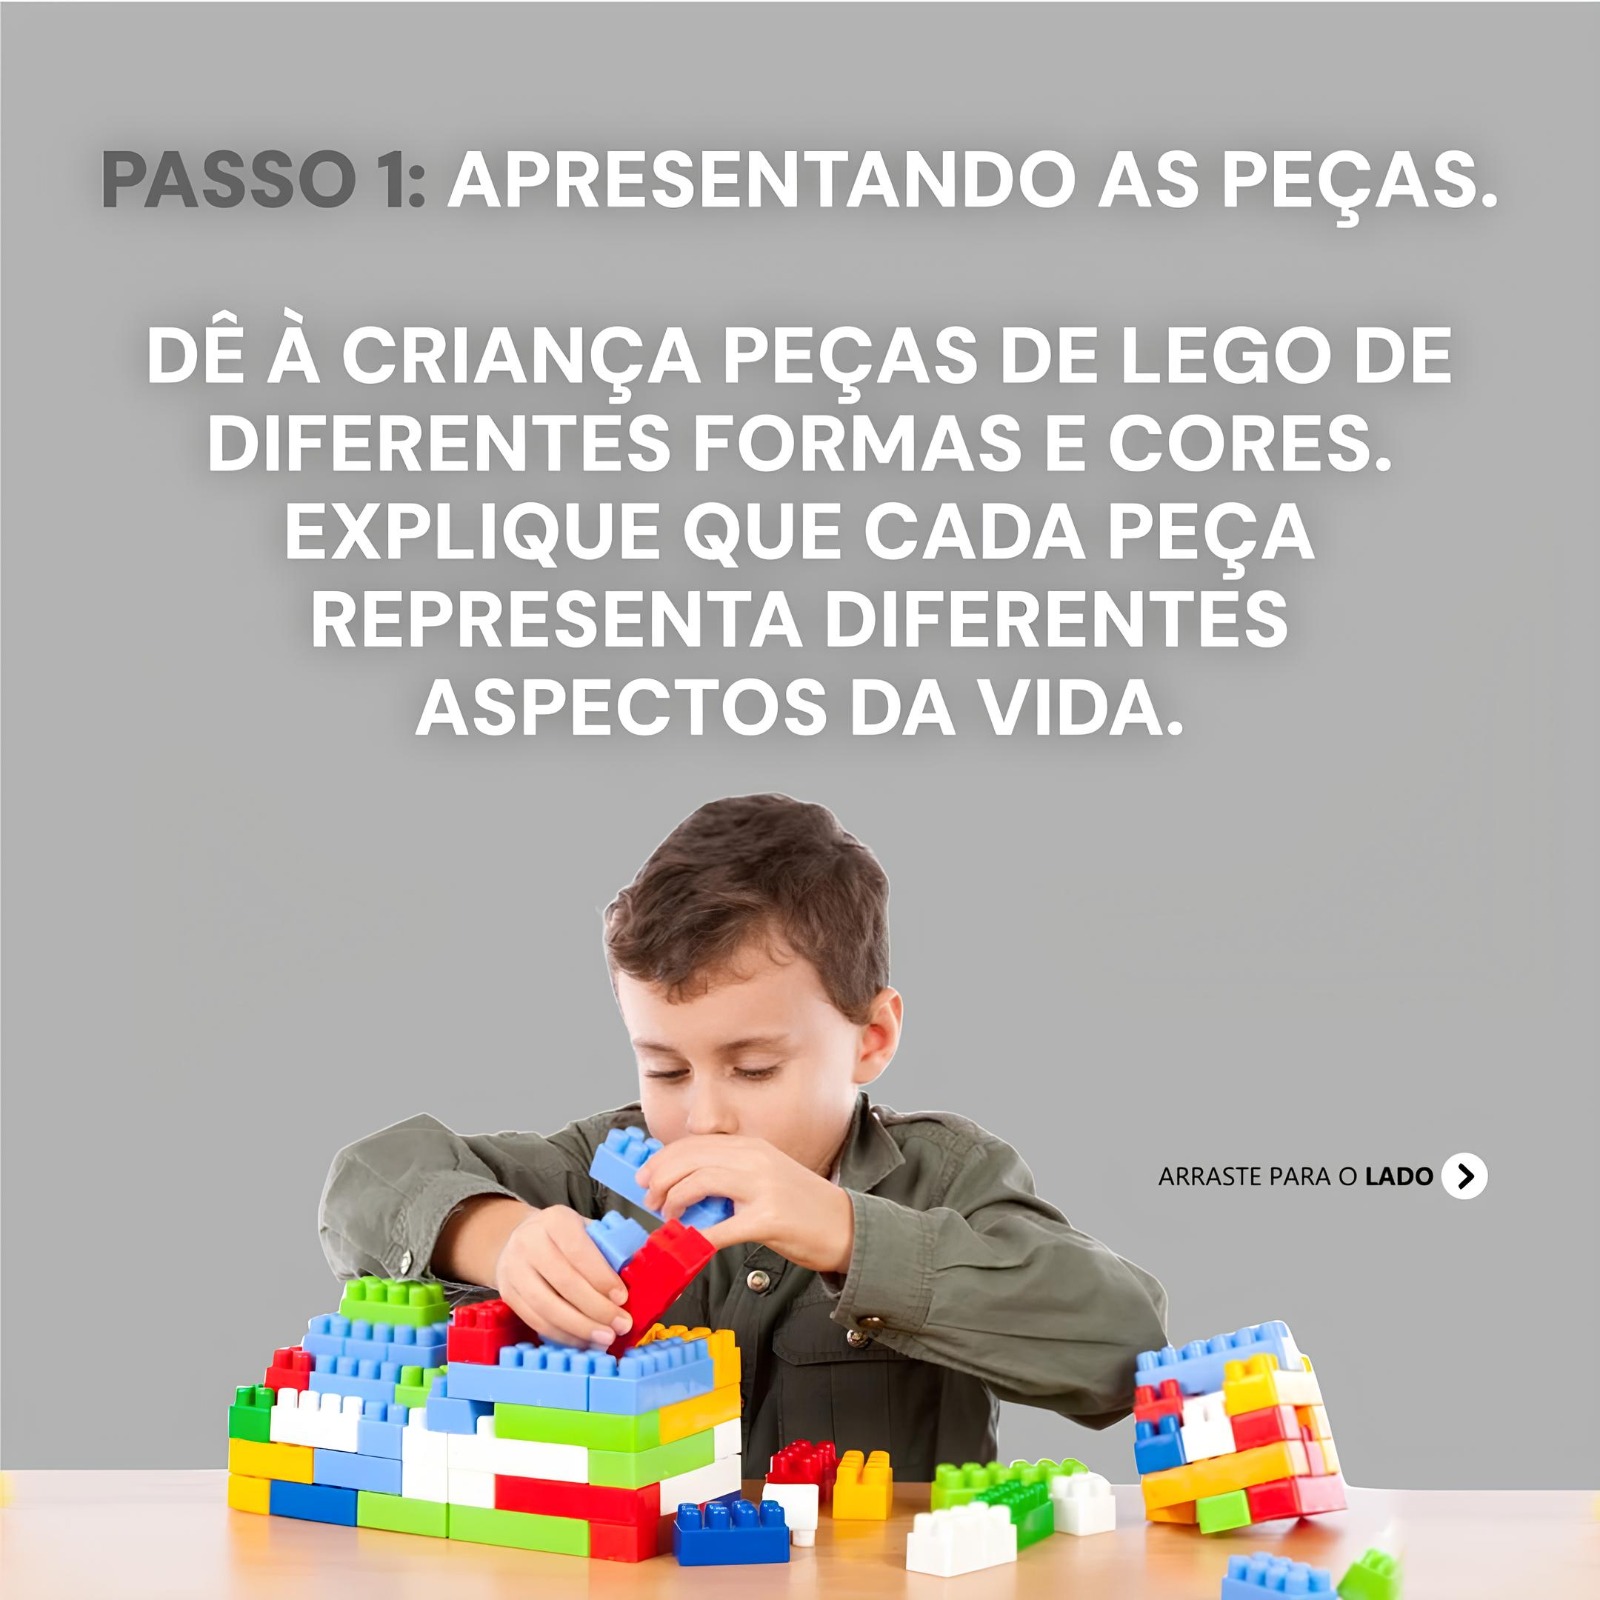 PASSO 1: APRESENTANDO AS PEÇAS.
DÊ À CRIANÇA PEÇAS DE LEGO DE
DIFERENTES FORMAS E CORES.
EXPLIQUE QUE CADA PEÇA
REPRESENTA DIFERENTES
ASPECTOS DA VIDA.
ARRASTE PARA O LADO